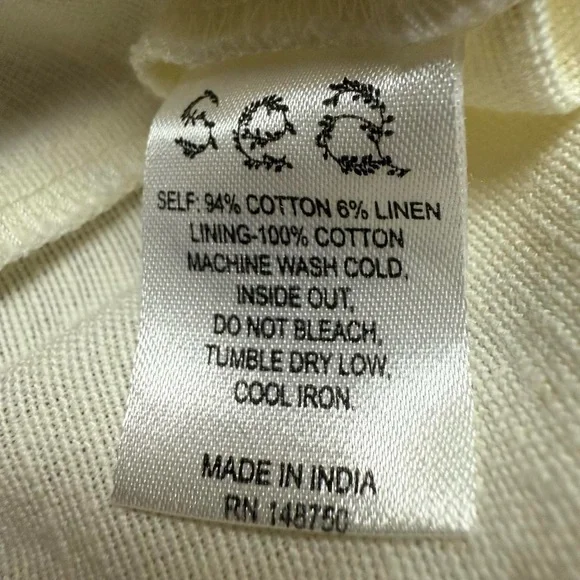 SELF: 94% COTTON 6% LINEN
LINING-100% COTTON
MACHINE WASH COLD,
INSIDE OUT,
DO NOT BLEACH,
TUMBLE DRY LOW,
COOL IRON.
MADE IN INDIA
RN 148750